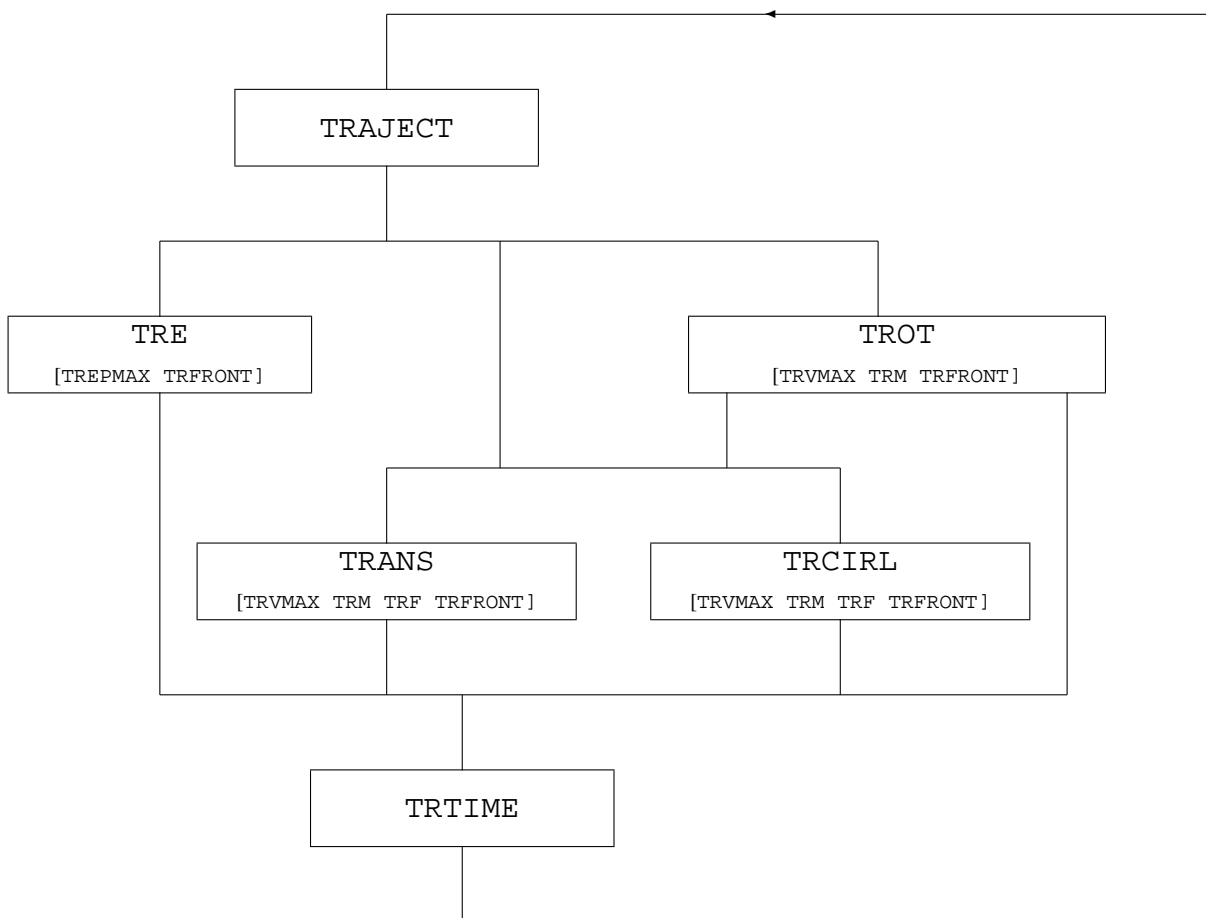 TRAJECT
TRE
[TREPMAX TRFRONT]
TROT
[TRVMAX TRM TRFRONT]
TRANS
[TRVMAX TRM TRF TRFRONT]
TRCIRL
[TRVMAX TRM TRF TRFRONT]
TRTIME